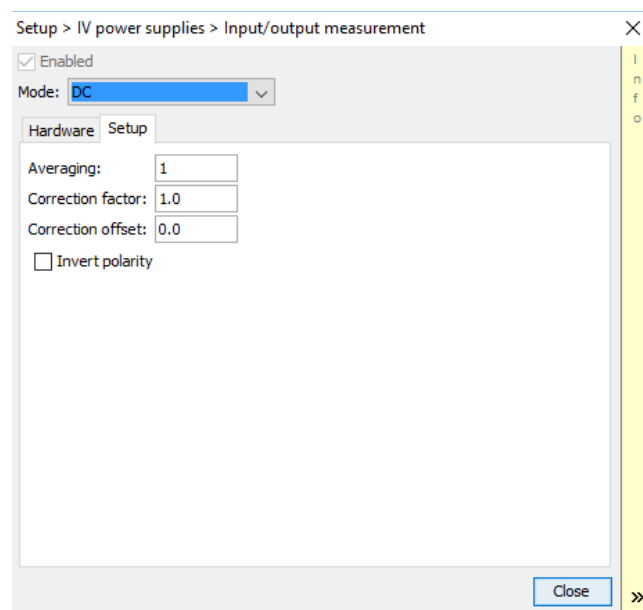 Setup > IV power supplies > Input/output measurement
Info
Enabled
Mode: DC
Hardware Setup
Averaging: 1
Correction factor: 1.0
Correction offset: 0.0
Invert polarity
Close »